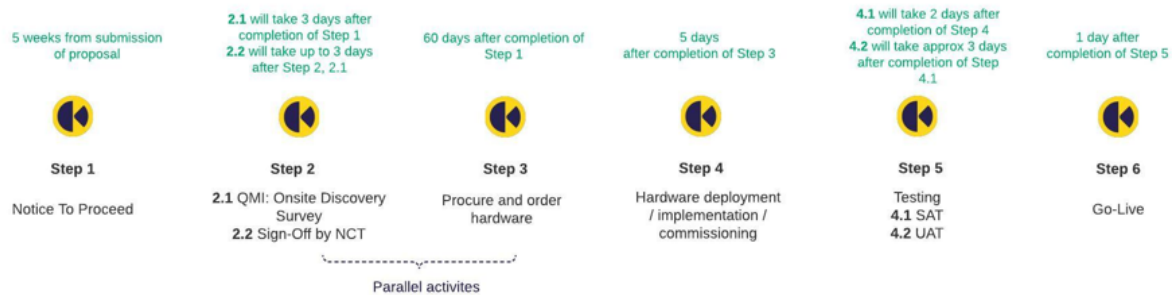 5 weeks from submission
of proposal
2.1 will take 3 days after
completion of Step 1
2.2 will take up to 3 days
after Step 2, 2.1
60 days after completion of
Step 1
5 days
after completion of Step 3
4.1 will take 2 days after
completion of Step 4
4.2 will take approx 3 days
after completion of Step
4.1
1 day after
completion of Step 5
Step 1
Notice To Proceed
Step 2
2.1 QMI: Onsite Discovery
Survey
2.2 Sign-Off by NCT
Step 3
Procure and order
hardware
Step 4
Hardware deployment
/ implementation /
commissioning
Step 5
Testing
4.1 SAT
4.2 UAT
Step 6
Go-Live
Parallel activites